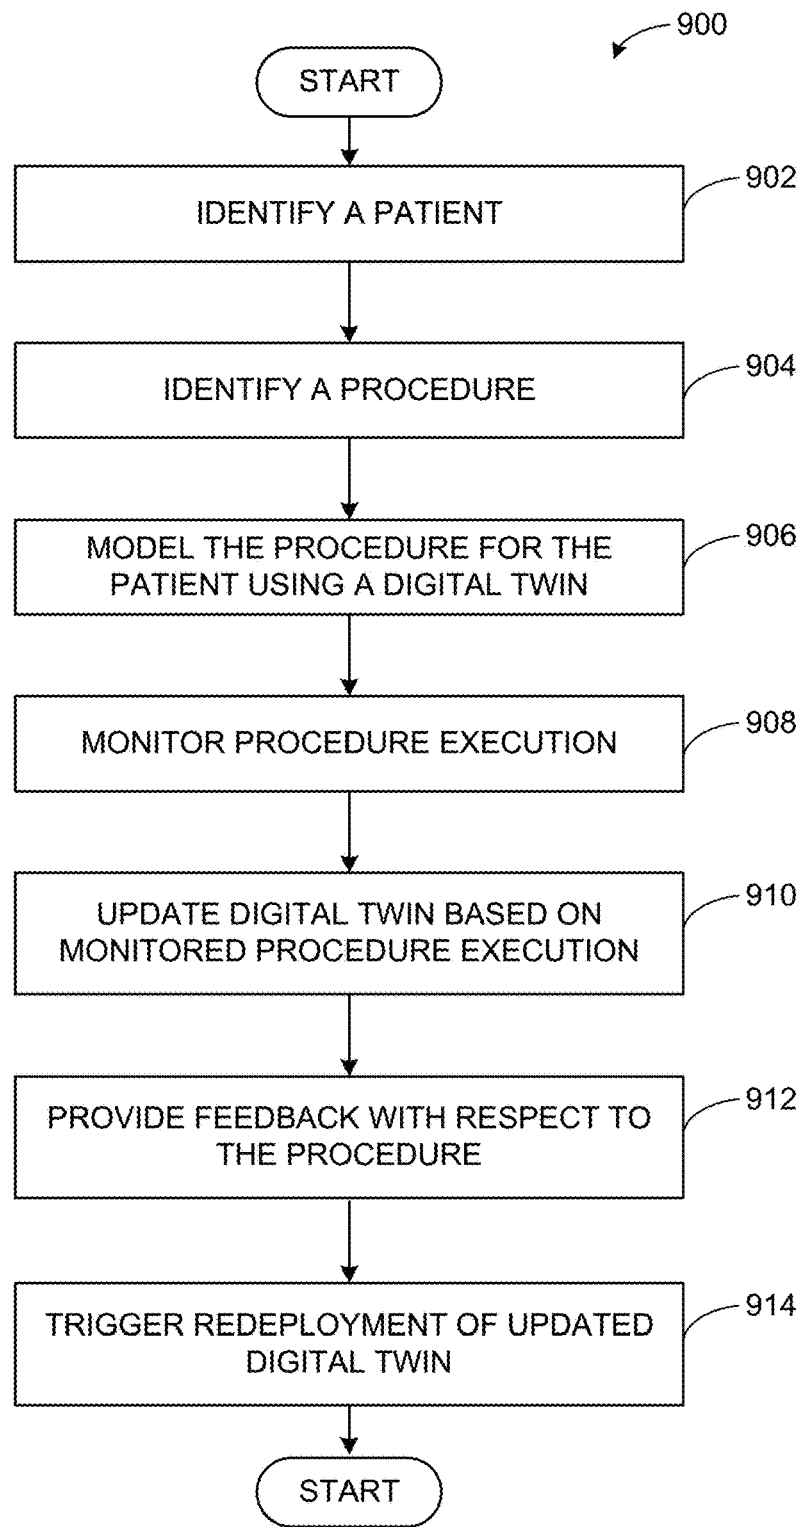 900
START
902
IDENTIFY A PATIENT
904
IDENTIFY A PROCEDURE
906
MODEL THE PROCEDURE FOR THE
PATIENT USING A DIGITAL TWIN
908
MONITOR PROCEDURE EXECUTION
910
UPDATE DIGITAL TWIN BASED ON
MONITORED PROCEDURE EXECUTION
912
PROVIDE FEEDBACK WITH RESPECT TO
THE PROCEDURE
914
TRIGGER REDEPLOYMENT OF UPDATED
DIGITAL TWIN
START